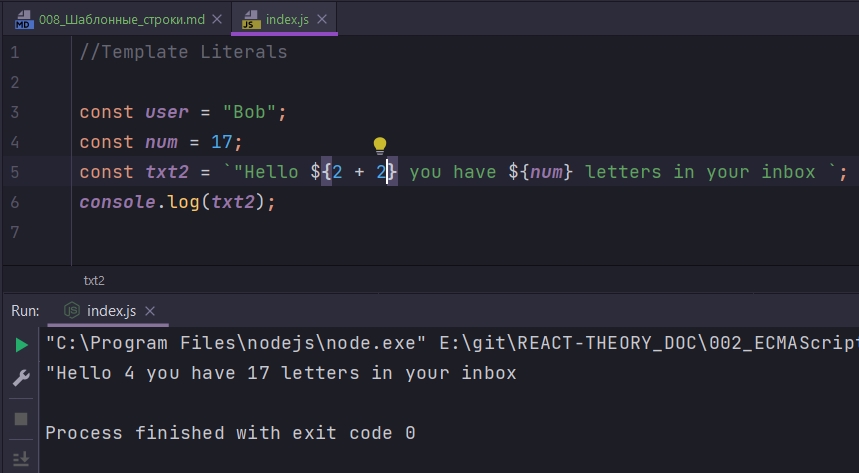 MD 008_Шаблонные_строки.md × JS index.js ×
1 //Template Literals
2
3 const user = "Bob";
4 const num = 17;
5 const txt2 = `"Hello ${2 + 2} you have ${num} letters in your inbox `;
6 console.log(txt2);
7
txt2
Run: JS index.js ×
"C:\Program Files\nodejs\node.exe" E:\git\REACT-THEORY_DOC\002_ECMAScript
"Hello 4 you have 17 letters in your inbox
Process finished with exit code 0